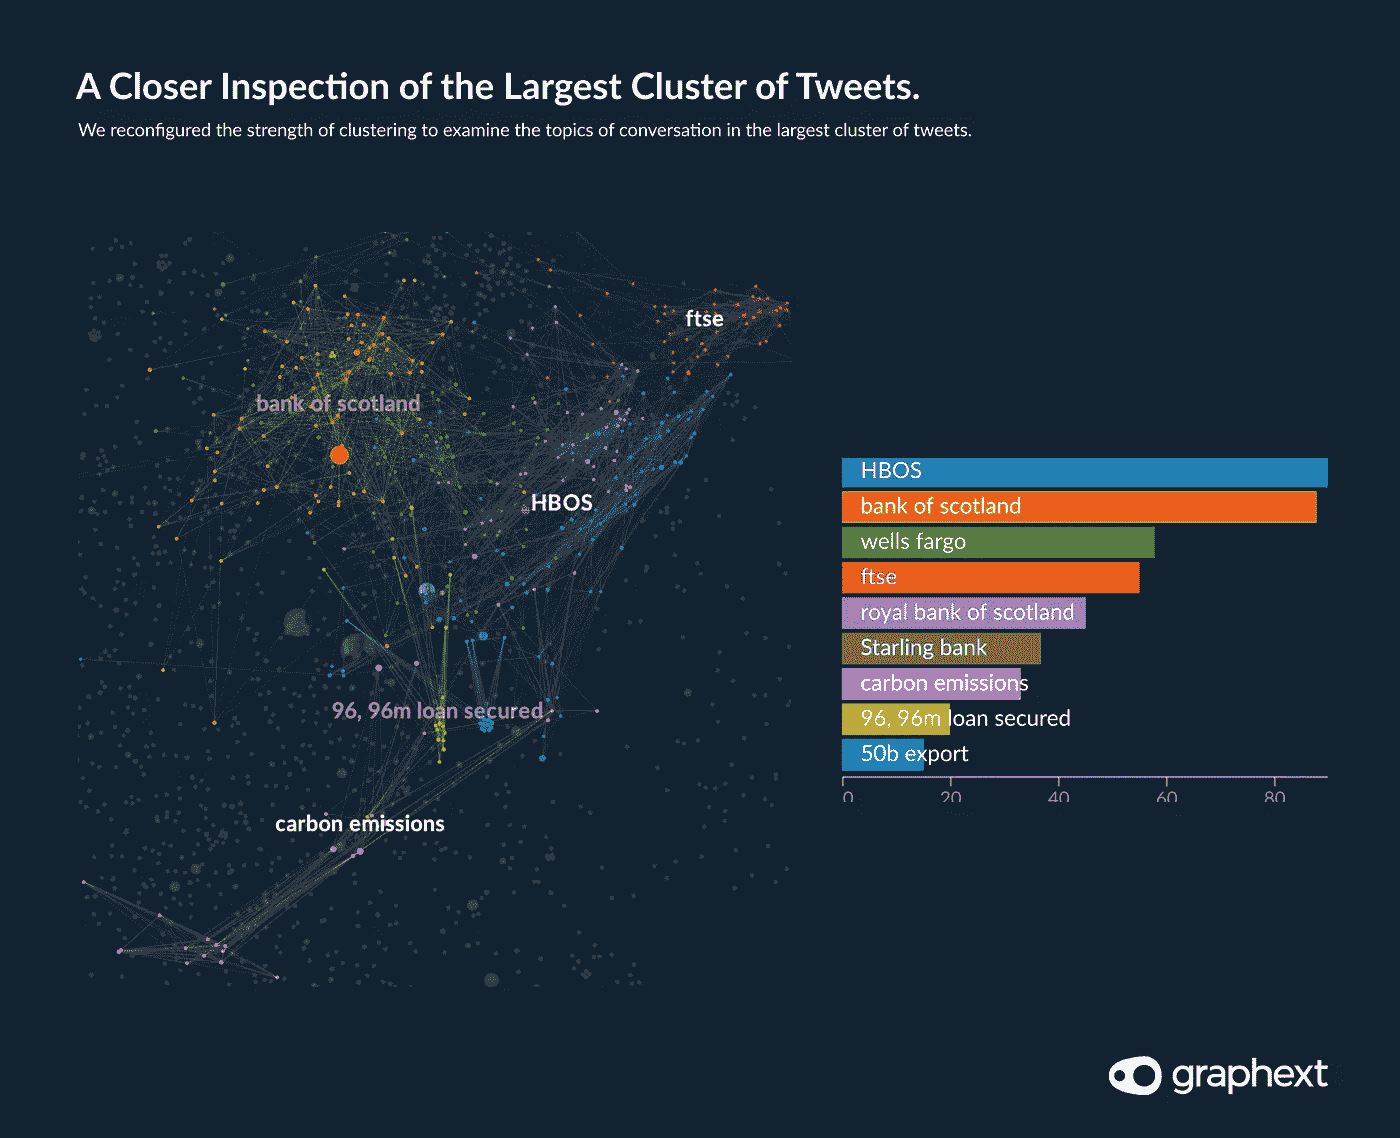 A Closer Inspection of the Largest Cluster of Tweets.
We reconfigured the strength of clustering to examine the topics of conversation in the largest cluster of tweets.
ftse
bank of scotland
HBOS
96, 96m loan secured
carbon emissions
HBOS
bank of scotland
wells fargo
ftse
royal bank of scotland
Starling bank
carbon emissions
96, 96m loan secured
50b export
0 20 40 60 80
graphext